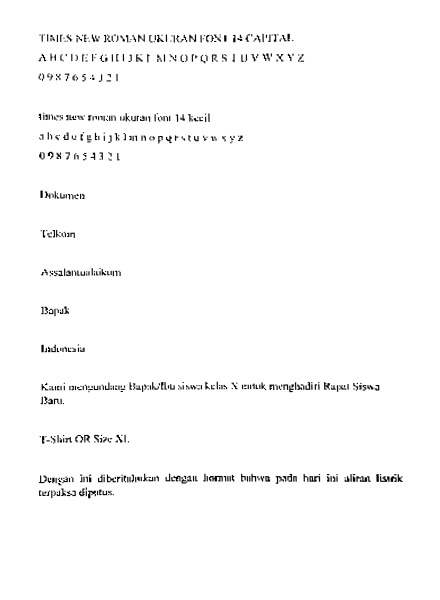 TIMES NEW ROMAN UKURAN FONT 14 CAPITAL
A B C D E F G H I J K L M N O P Q R S T U V W X Y Z
0 9 8 7 6 5 4 3 2 1
times new roman ukuran font 14 kecil
a b c d e f g h i j k l m n o p q r s t u v w x y z
0 9 8 7 6 5 4 3 2 1
Dokumen
Telkom
Assalamualaikum
Bapak
Indonesia
Kami mengundang Bapak/Ibu siswa kelas X untuk menghadiri Rapat Siswa
Baru.
T-Shirt OR Size XL
Dengan ini diberitahukan dengan hormat bahwa pada hari ini aliran listrik
terpaksa diputus.